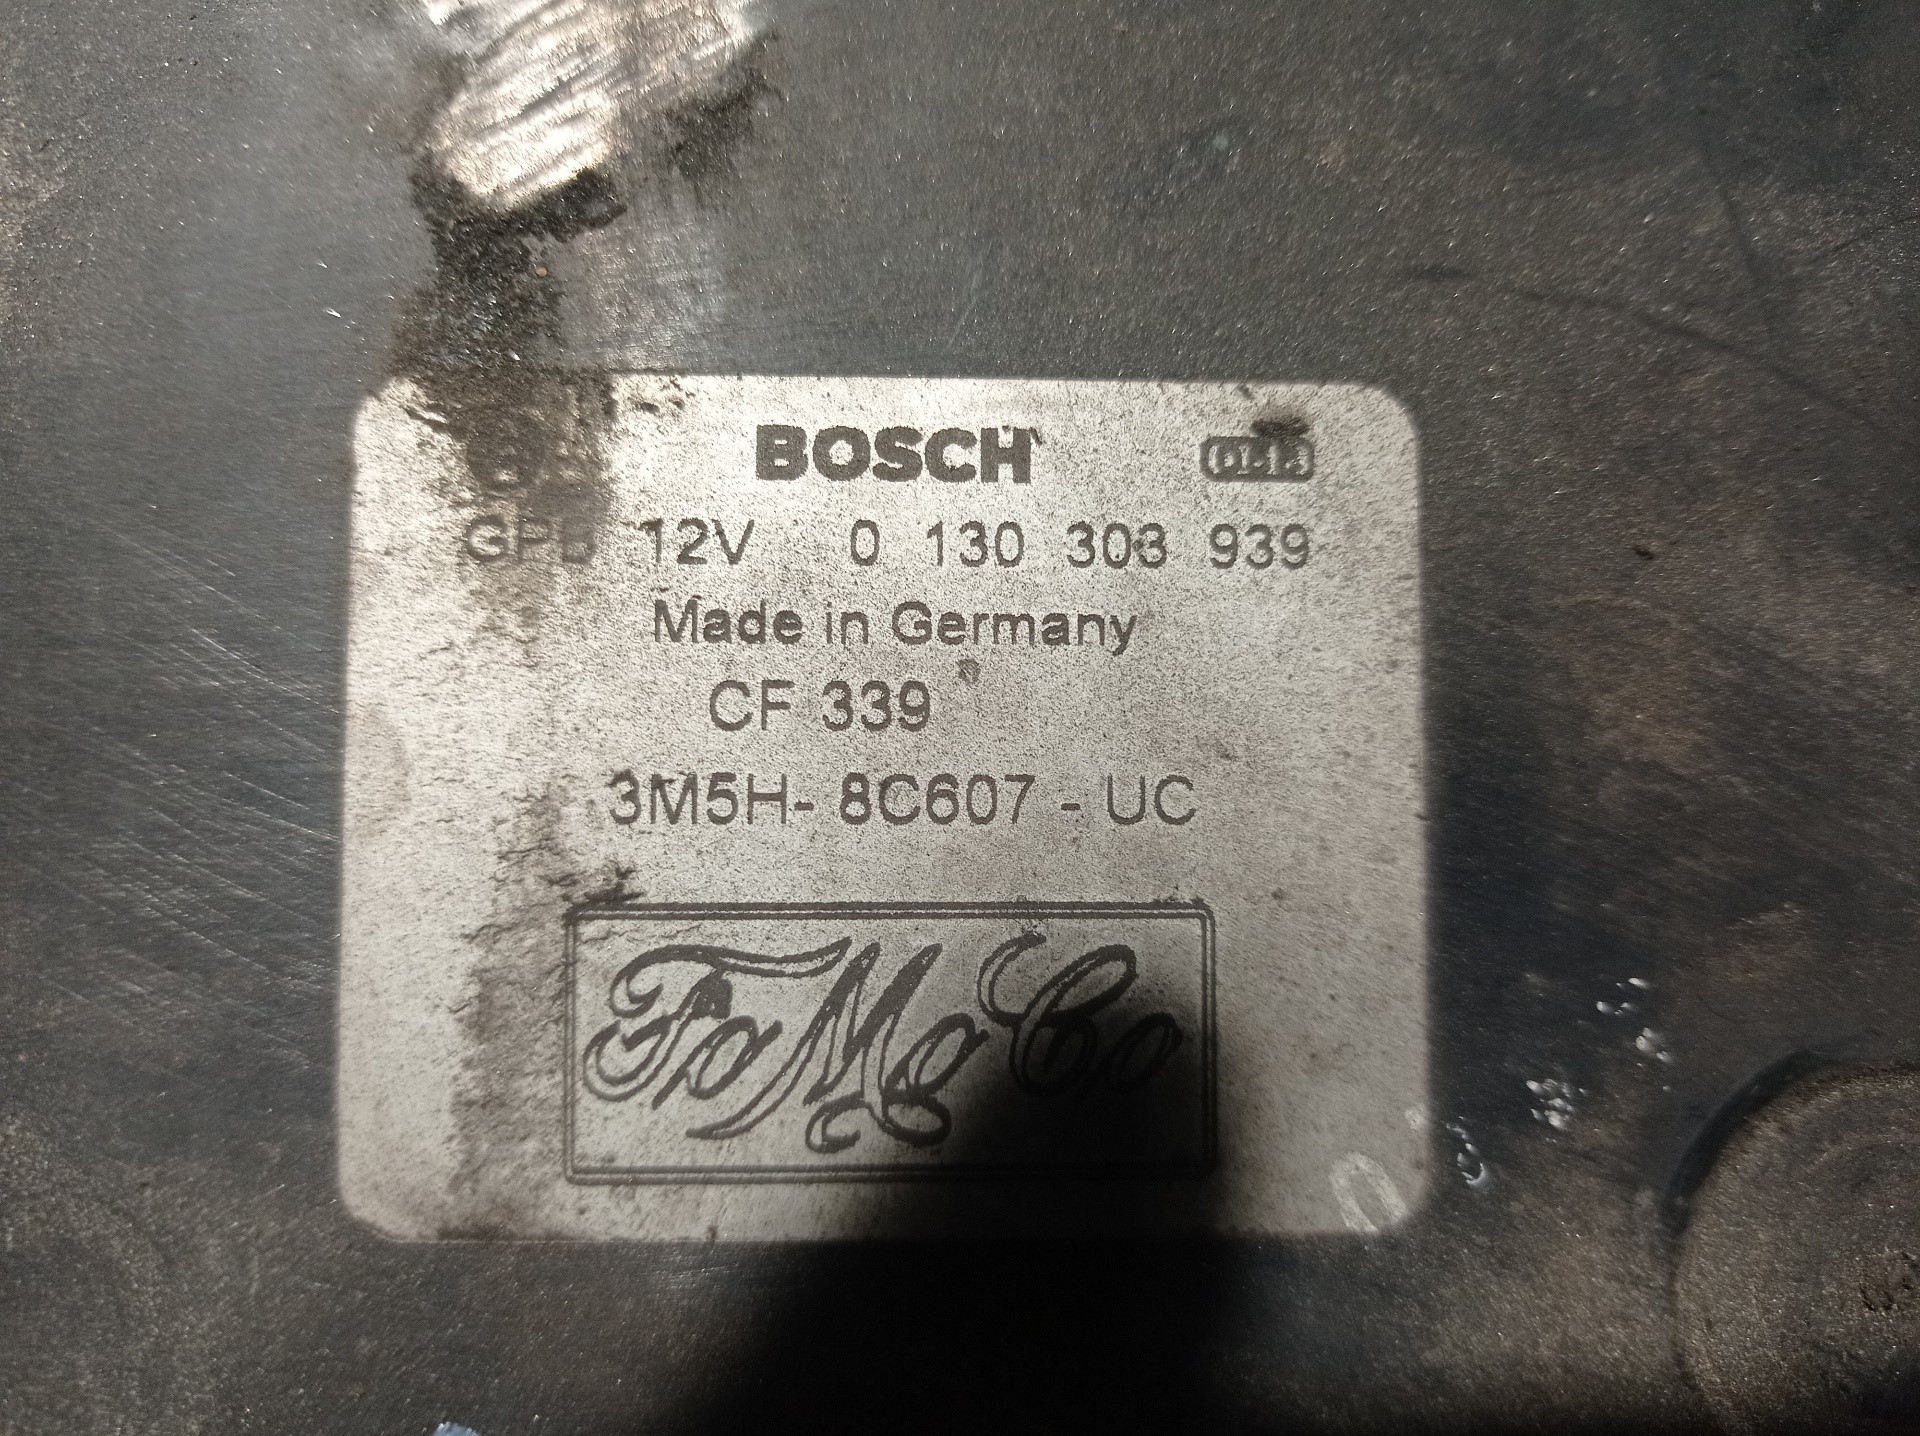 BOSCH
GPB 12V 0 130 303 939
Made in Germany
CF 339
3M5H- 8C607 - UC
FoMoCo